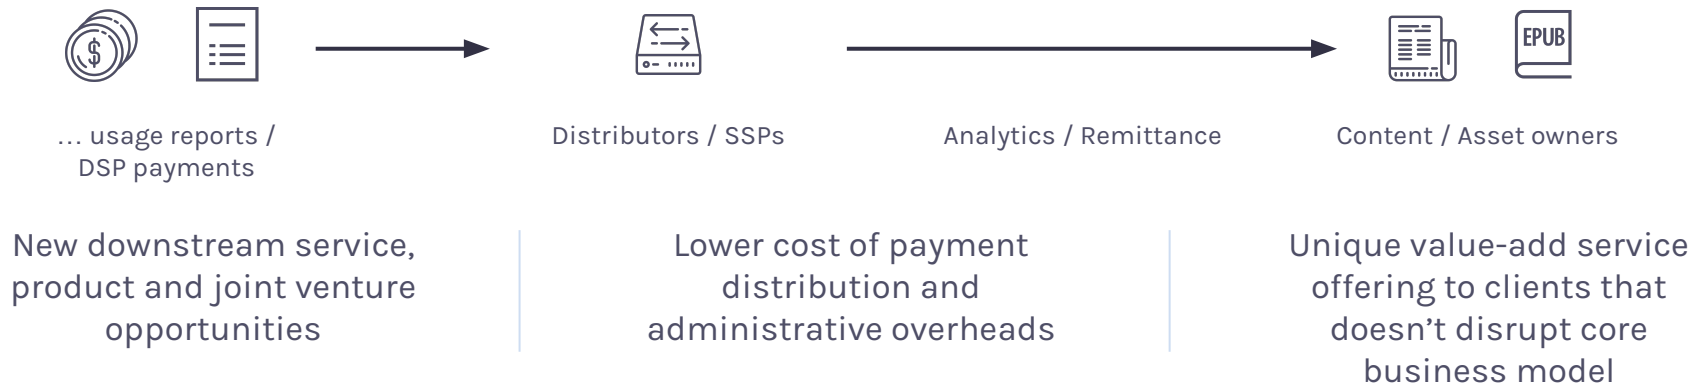 $
EPUB
… usage reports /
DSP payments
Distributors / SSPs
Analytics / Remittance
Content / Asset owners
New downstream service,
product and joint venture
opportunities
Lower cost of payment
distribution and
administrative overheads
Unique value-add service
offering to clients that
doesn’t disrupt core
business model